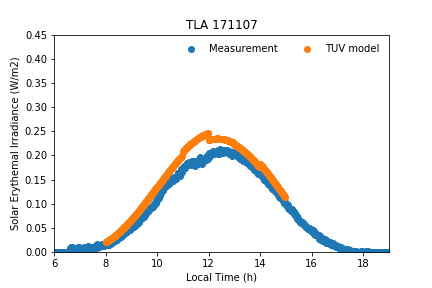 TLA 171107
Measurement TUV model
Solar Erythemal Irradiance (W/m2)
0.45
0.40
0.35
0.30
0.25
0.20
0.15
0.10
0.05
0.00
6 8 10 12 14 16 18
Local Time (h)